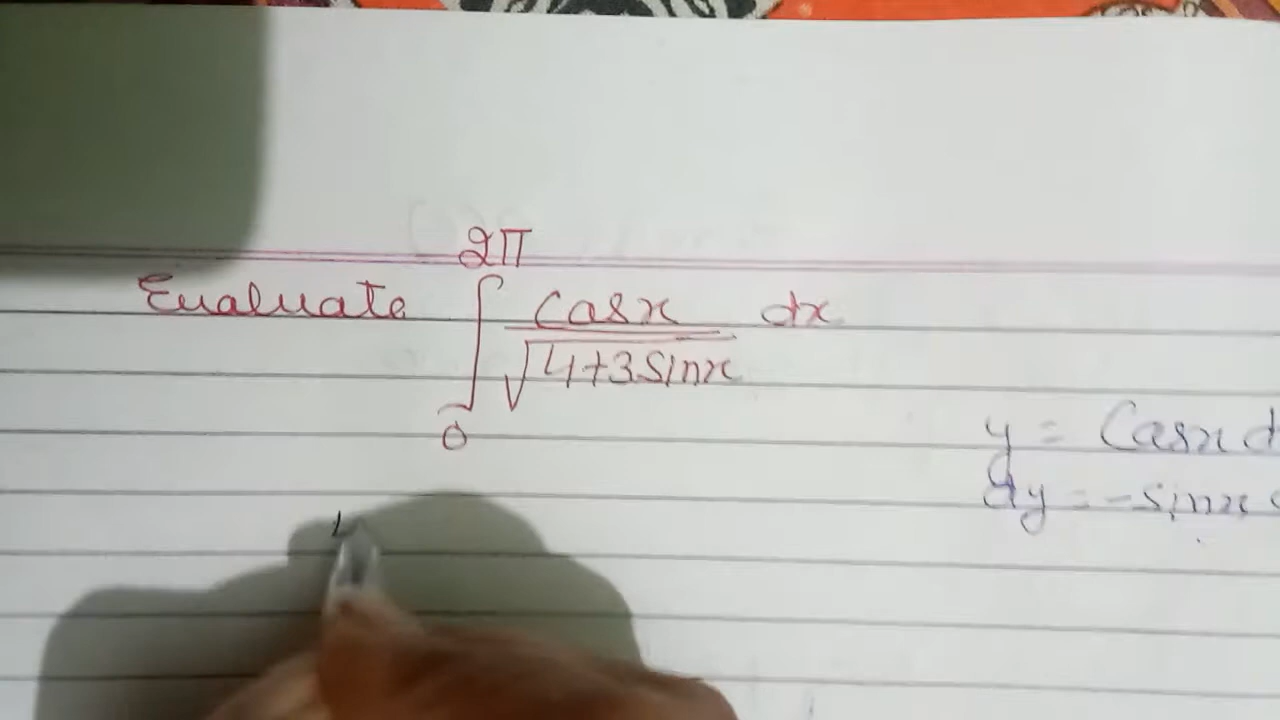 Evaluate ∫₀^2π Cosx / √4+3sinx dx
y = Cosx d
dy = -sinx